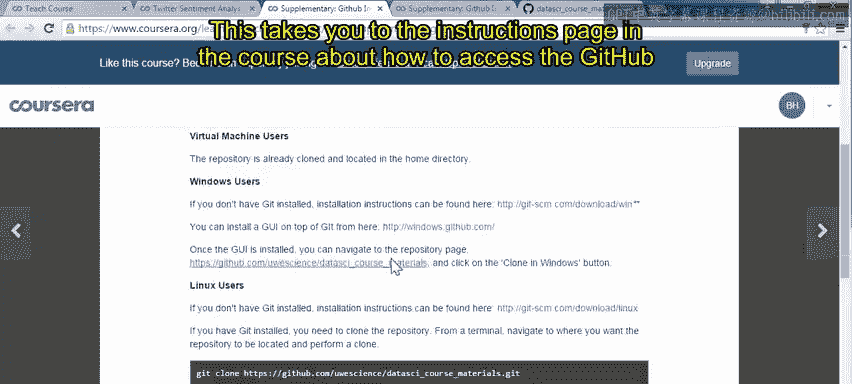 Teach Course
Twitter Sentiment Analys
Supplementary: Github In
Supplementary: Github In
datasci_course_materials
https://www.coursera.org/lea
This takes you to the instructions page in
the course about how to access the GitHub
Like this course? Be
Upgrade
coursera
BH
Virtual Machine Users
The repository is already cloned and located in the home directory.
Windows Users
If you don't have Git installed, installation instructions can be found here: http://git-scm.com/download/win"
You can install a GUI on top of Git from here: http://windows.github.com/
Once the GUI is installed, you can navigate to the repository page,
https://github.com/uwescience/datasci_course_materials, and click on the 'Clone in Windows' button.
Linux Users
If you don't have Git installed, installation instructions can be found here: http://git-scm.com/download/linux
If you have Git installed, you need to clone the repository. From a terminal, navigate to where you want the
repository to be located and perform a clone.
git clone https://github.com/uwescience/datasci_course_materials.git